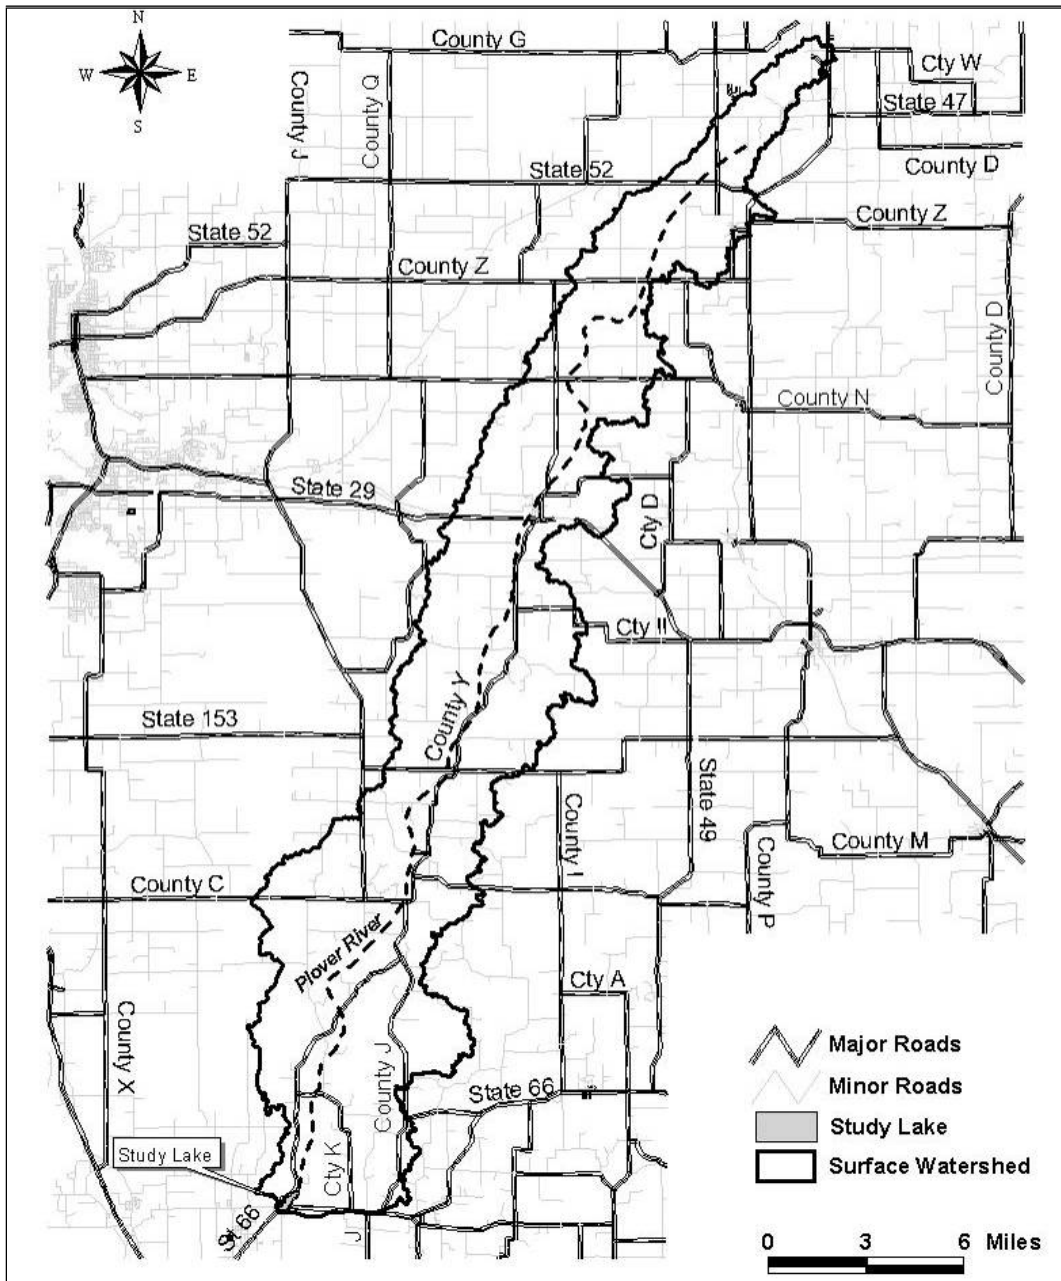 N
County G
Cty W
W
E
State 47
S
County J
County Q
County D
State 52
County Z
State 52
County Z
County D
County N
State 29
Cty D
Cty II
County Y
State 153
State 49
County I
County M
County P
County C
Plover River
Cty A
County X
Major Roads
County J
State 66
Minor Roads
Study Lake
Study Lake
Cty K
Surface Watershed
St 66
J
0 3 6 Miles